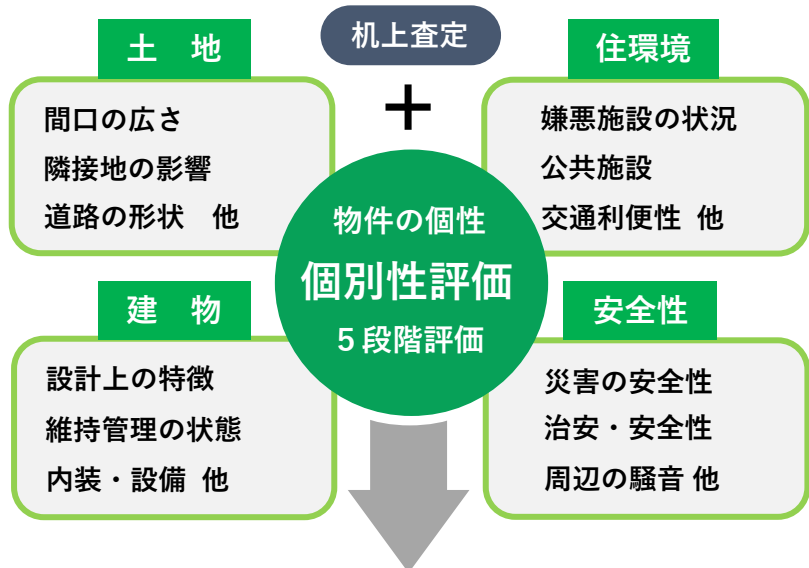 机上査定
＋
土　地
間口の広さ
隣接地の影響
道路の形状　他
住環境
嫌悪施設の状況
公共施設
交通利便性 他
物件の個性
個別性評価
５段階評価
建　物
設計上の特徴
維持管理の状態
内装・設備 他
安全性
災害の安全性
治安・安全性
周辺の騒音 他